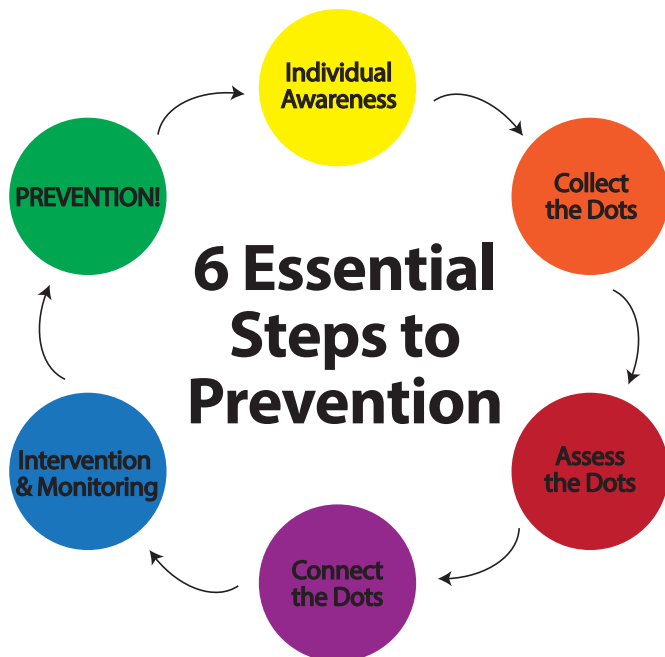 6 Essential
Steps to
Prevention
Individual
Awareness
Collect
the Dots
Assess
the Dots
Connect
the Dots
Intervention
& Monitoring
PREVENTION!